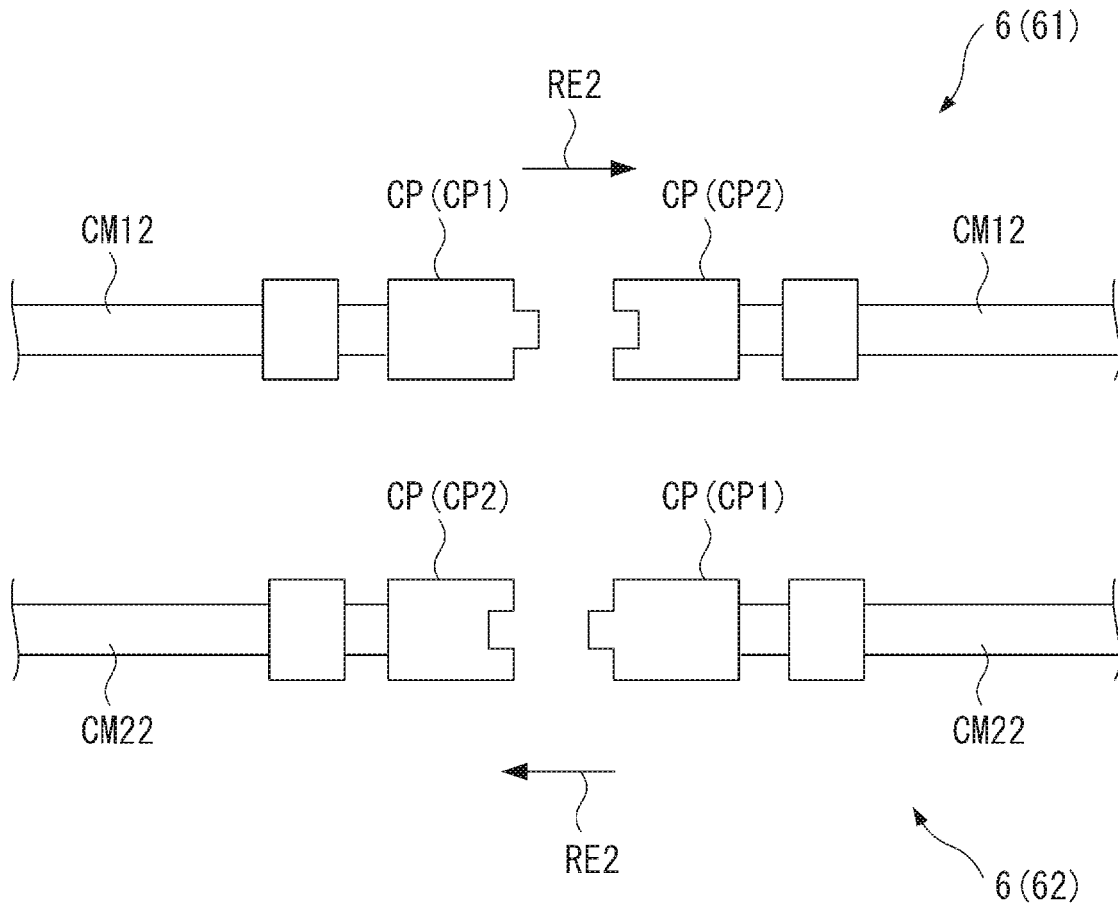 6(61)
RE2
CP(CP1)
CP(CP2)
CM12
CM12
CP(CP2)
CP(CP1)
CM22
CM22
RE2
6(62)